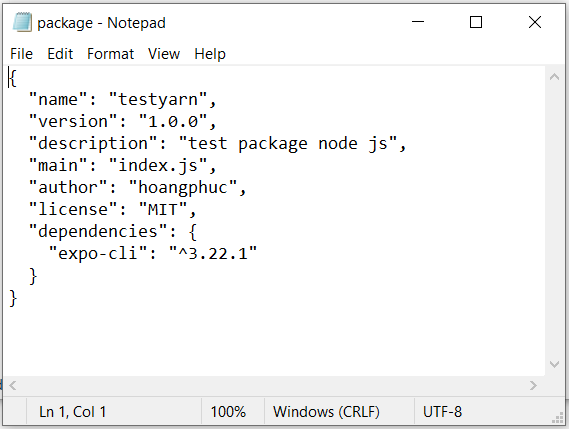 package - Notepad
File Edit Format View Help
{
  "name": "testyarn",
  "version": "1.0.0",
  "description": "test package node js",
  "main": "index.js",
  "author": "hoangphuc",
  "license": "MIT",
  "dependencies": {
    "expo-cli": "^3.22.1"
  }
}
Ln 1, Col 1 100% Windows (CRLF) UTF-8